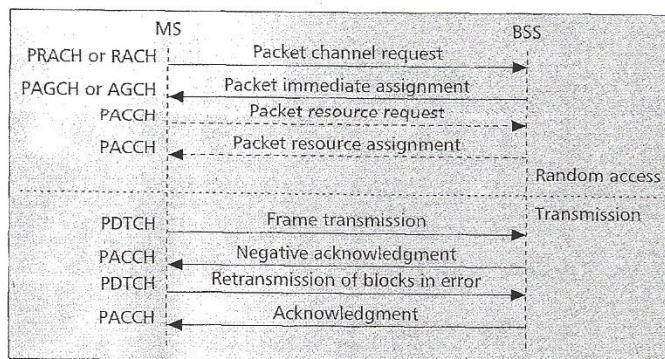 MS BSS
PRACH or RACH Packet channel request
PAGCH or AGCH Packet immediate assignment
PACCH Packet resource request
PACCH Packet resource assignment
Random access
Transmission
PDTCH Frame transmission
PACCH Negative acknowledgment
PDTCH Retransmission of blocks in error
PACCH Acknowledgment